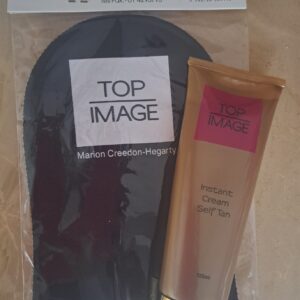 TOP
IMAGE
Marion Creedon-Hegarty
TOP
IMAGE
Instant
Cream
Self Tan